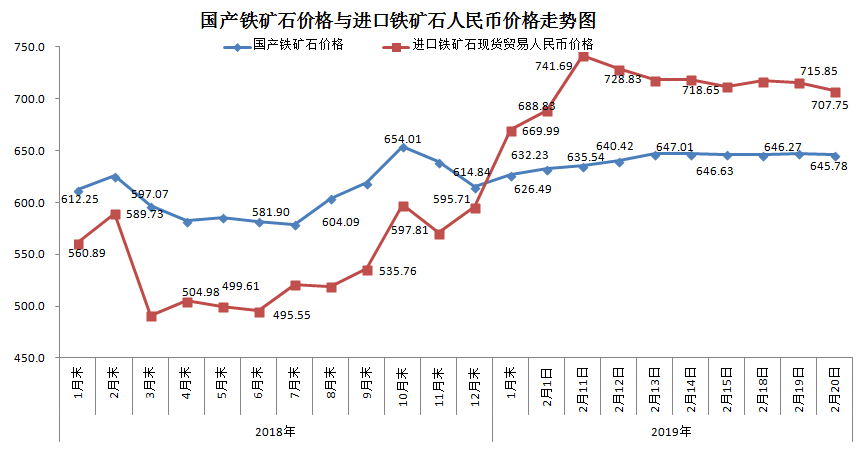 国产铁矿石价格与进口铁矿石人民币价格走势图
国产铁矿石价格 进口铁矿石现货贸易人民币价格
750.0
700.0
650.0
600.0
550.0
500.0
450.0
741.69
728.83
718.65
715.85
707.75
688.83
669.99
654.01
614.84
632.23
635.54
640.42
647.01
646.63
646.27
645.78
626.49
612.25
597.07
589.73
581.90
604.09
597.81
595.71
560.89
504.98
499.61
495.55
535.76
1月末
2月末
3月末
4月末
5月末
6月末
7月末
8月末
9月末
10月末
11月末
12月末
1月末
2月1日
2月11日
2月12日
2月13日
2月14日
2月15日
2月18日
2月19日
2月20日
2018年 2019年